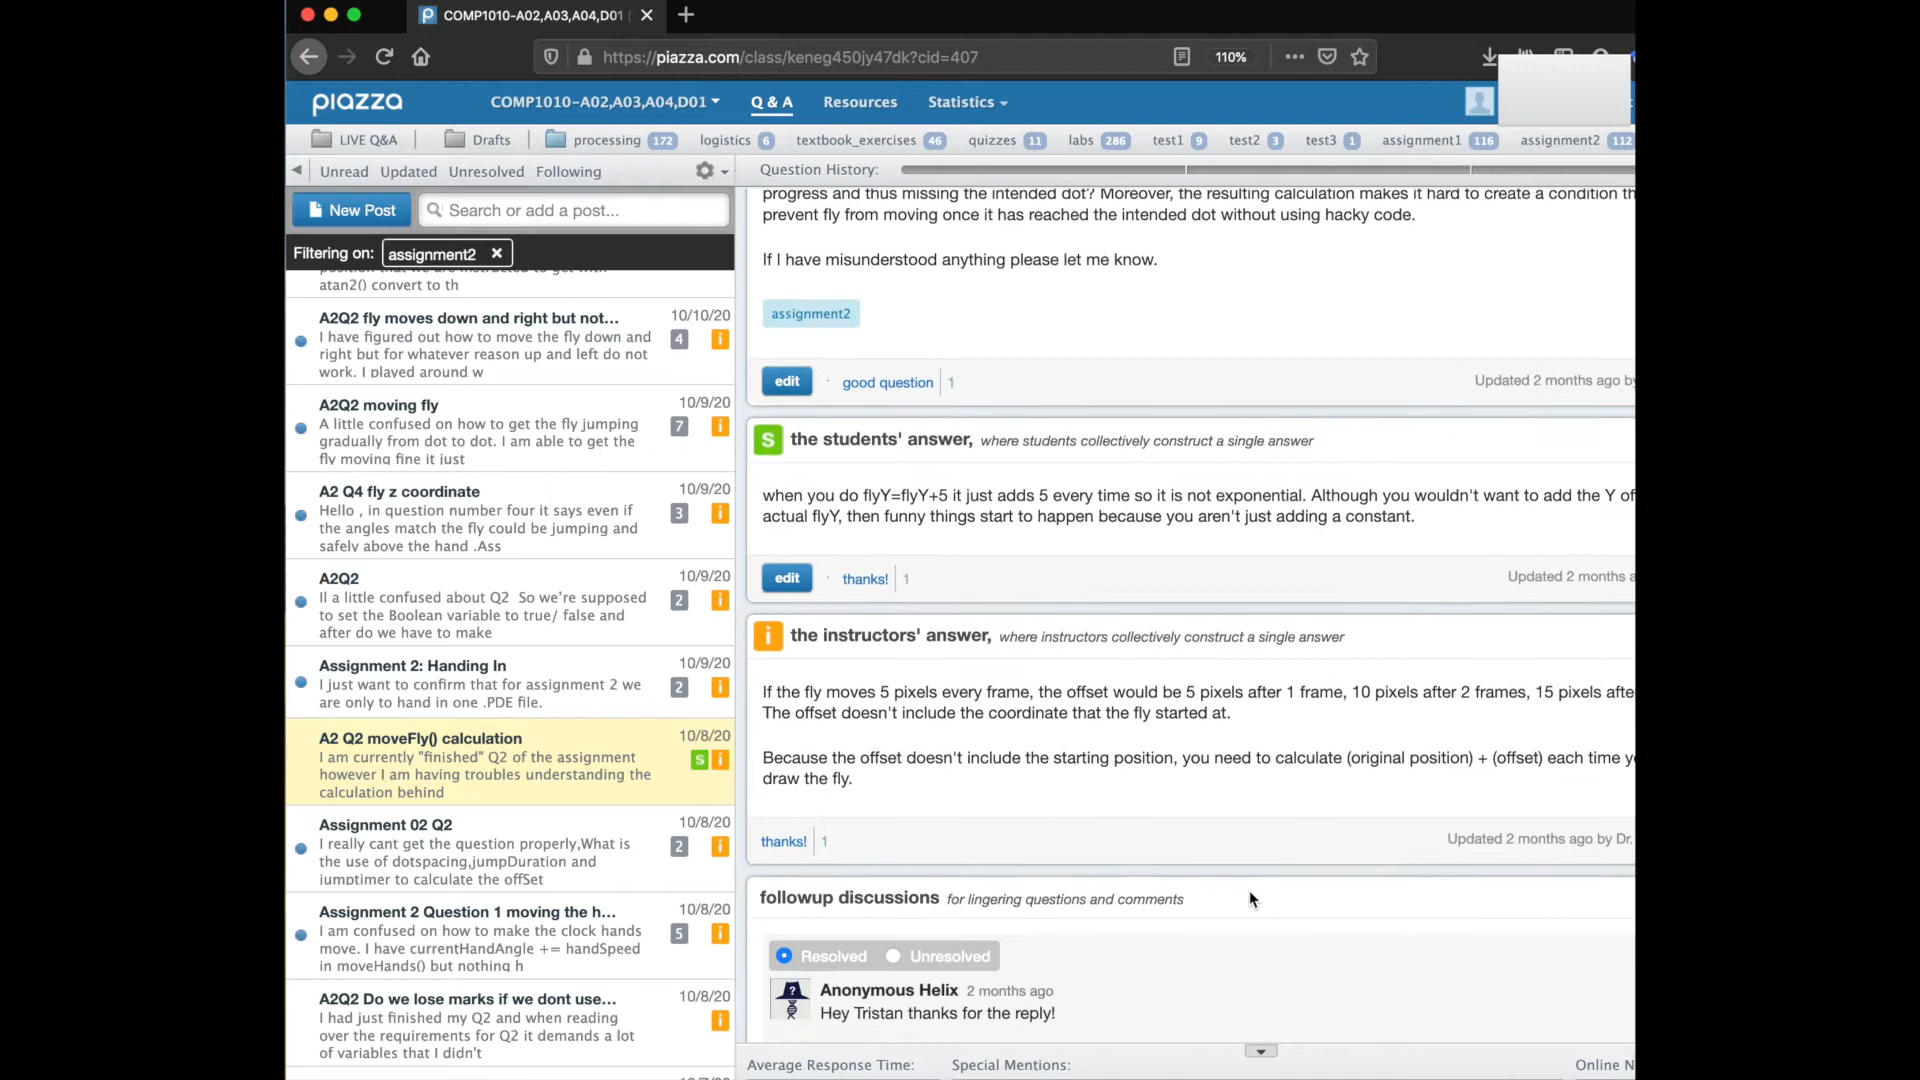 COMP1010-A02,A03,A04,D01
https://piazza.com/class/keneg450jy47dk?cid=407
110%
piazza
COMP1010-A02,A03,A04,D01
Q & A
Resources
Statistics
LIVE Q&A
Drafts
processing 172
logistics 6
textbook_exercises 46
quizzes 11
labs 286
test1 9
test2 3
test3 1
assignment1 116
assignment2 112
Unread Updated Unresolved Following
Question History:
New Post
Search or add a post...
Filtering on: assignment2
position that we are instructed to get with
atan2() convert to th
A2Q2 fly moves down and right but not... 10/10/20
I have figured out how to move the fly down and 4 i
right but for whatever reason up and left do not
work. I played around w
A2Q2 moving fly 10/9/20
A little confused on how to get the fly jumping 7 i
gradually from dot to dot. I am able to get the
fly moving fine it just
A2 Q4 fly z coordinate 10/9/20
Hello , in question number four it says even if 3 i
the angles match the fly could be jumping and
safely above the hand .Ass
A2Q2 10/9/20
Il a little confused about Q2 So we're supposed 2 i
to set the Boolean variable to true/ false and
after do we have to make
Assignment 2: Handing In 10/9/20
I just want to confirm that for assignment 2 we 2 i
are only to hand in one .PDE file.
A2 Q2 moveFly() calculation 10/8/20
I am currently "finished" Q2 of the assignment S i
however I am having troubles understanding the
calculation behind
Assignment 02 Q2 10/8/20
I really cant get the question properly,What is 2 i
the use of dotspacing,jumpDuration and
jumptimer to calculate the offSet
Assignment 2 Question 1 moving the h... 10/8/20
I am confused on how to make the clock hands 5 i
move. I have currentHandAngle += handSpeed
in moveHands() but nothing h
A2Q2 Do we lose marks if we dont use... 10/8/20
I had just finished my Q2 and when reading i
over the requirements for Q2 it demands a lot
of variables that I didn't
progress and thus missing the intended dot? Moreover, the resulting calculation makes it hard to create a condition th
prevent fly from moving once it has reached the intended dot without using hacky code.
If I have misunderstood anything please let me know.
assignment2
edit · good question 1 Updated 2 months ago by
S the students' answer, where students collectively construct a single answer
when you do flyY=flyY+5 it just adds 5 every time so it is not exponential. Although you wouldn't want to add the Y of
actual flyY, then funny things start to happen because you aren't just adding a constant.
edit · thanks! 1 Updated 2 months a
i the instructors' answer, where instructors collectively construct a single answer
If the fly moves 5 pixels every frame, the offset would be 5 pixels after 1 frame, 10 pixels after 2 frames, 15 pixels afte
The offset doesn't include the coordinate that the fly started at.
Because the offset doesn't include the starting position, you need to calculate (original position) + (offset) each time y
draw the fly.
thanks! 1 Updated 2 months ago by Dr.
followup discussions for lingering questions and comments
Resolved Unresolved
Anonymous Helix 2 months ago
Hey Tristan thanks for the reply!
Average Response Time: Special Mentions: Online N